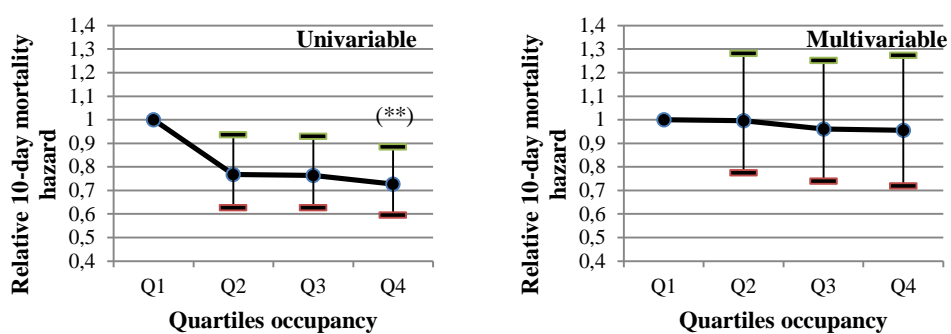 Relative 10-day mortality
hazard
1,4
1,3
1,2
1,1
1
0,9
0,8
0,7
0,6
0,5
0,4
Univariable
(**)
Q1 Q2 Q3 Q4
Quartiles occupancy
Relative 10-day mortality
hazard
1,4
1,3
1,2
1,1
1
0,9
0,8
0,7
0,6
0,5
0,4
Multivariable
Q1 Q2 Q3 Q4
Quartiles occupancy